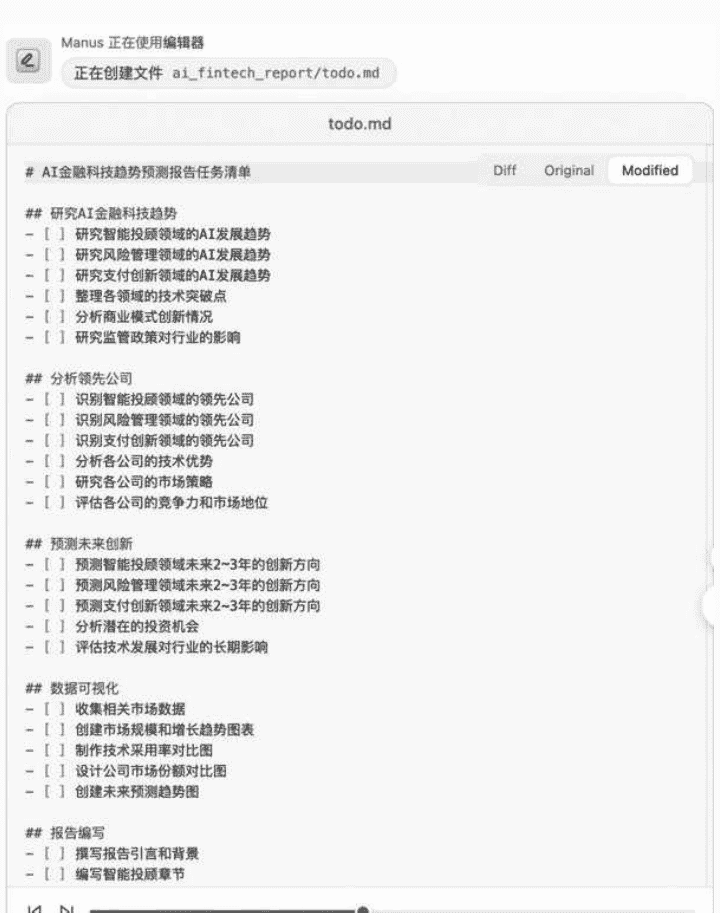 Manus 正在使用编辑器
正在创建文件 ai_fintech_report/todo.md
todo.md
# AI金融科技趋势预测报告任务清单
Diff Original Modified
## 研究AI金融科技趋势
- [ ] 研究智能投顾领域的AI发展趋势
- [ ] 研究风险管理领域的AI发展趋势
- [ ] 研究支付创新领域的AI发展趋势
- [ ] 整理各领域的技术突破点
- [ ] 分析商业模式创新情况
- [ ] 研究监管政策对行业的影响
## 分析领先公司
- [ ] 识别智能投顾领域的领先公司
- [ ] 识别风险管理领域的领先公司
- [ ] 识别支付创新领域的领先公司
- [ ] 分析各公司的技术优势
- [ ] 研究各公司的市场策略
- [ ] 评估各公司的竞争力和市场地位
## 预测未来创新
- [ ] 预测智能投顾领域未来2~3年的创新方向
- [ ] 预测风险管理领域未来2~3年的创新方向
- [ ] 预测支付创新领域未来2~3年的创新方向
- [ ] 分析潜在的投资机会
- [ ] 评估技术发展对行业的长期影响
## 数据可视化
- [ ] 收集相关市场数据
- [ ] 创建市场规模和增长趋势图表
- [ ] 制作技术采用率对比图
- [ ] 设计公司市场份额对比图
- [ ] 创建未来预测趋势图
## 报告编写
- [ ] 撰写报告引言和背景
- [ ] 编写智能投顾章节